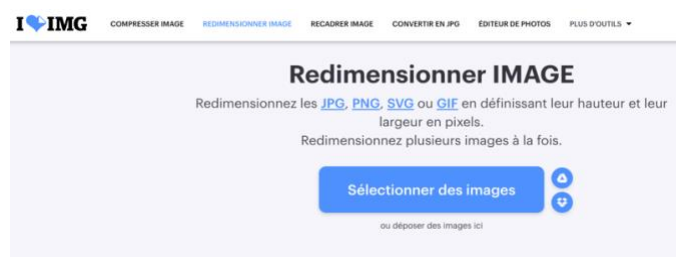 I IMG
COMPRESSER IMAGE
REDIMENSIONNER IMAGE
RECADRER IMAGE
CONVERTIR EN JPG
ÉDITEUR DE PHOTOS
PLUS D'OUTILS
Redimensionner IMAGE
Redimensionnez les JPG, PNG, SVG ou GIF en définissant leur hauteur et leur
largeur en pixels.
Redimensionnez plusieurs images à la fois.
Sélectionner des images
ou déposer des images ici